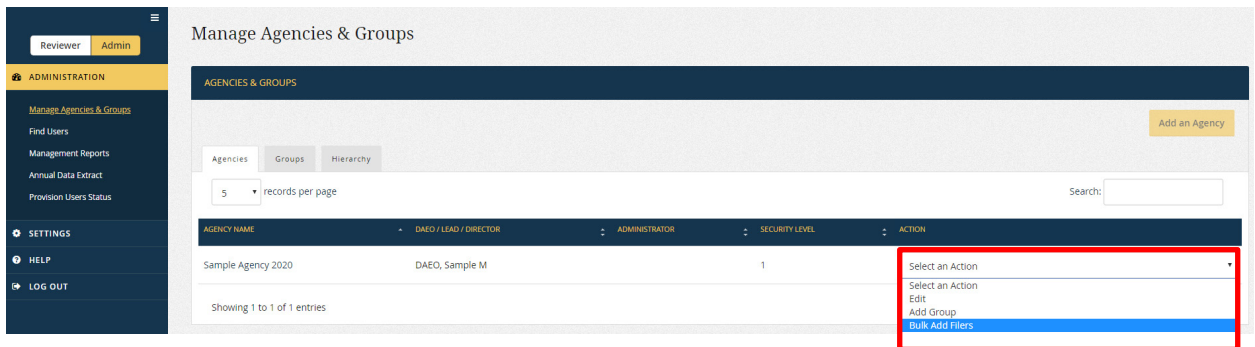 Reviewer Admin
ADMINISTRATION
Manage Agencies & Groups
Find Users
Management Reports
Annual Data Extract
Provision Users Status
SETTINGS
HELP
LOG OUT
Manage Agencies & Groups
AGENCIES & GROUPS
Add an Agency
Agencies Groups Hierarchy
5 records per page Search:
AGENCY NAME DAEO / LEAD / DIRECTOR ADMINISTRATOR SECURITY LEVEL ACTION
Sample Agency 2020 DAEO, Sample M 1 Select an Action
Select an Action
Edit
Add Group
Bulk Add Filers
Showing 1 to 1 of 1 entries